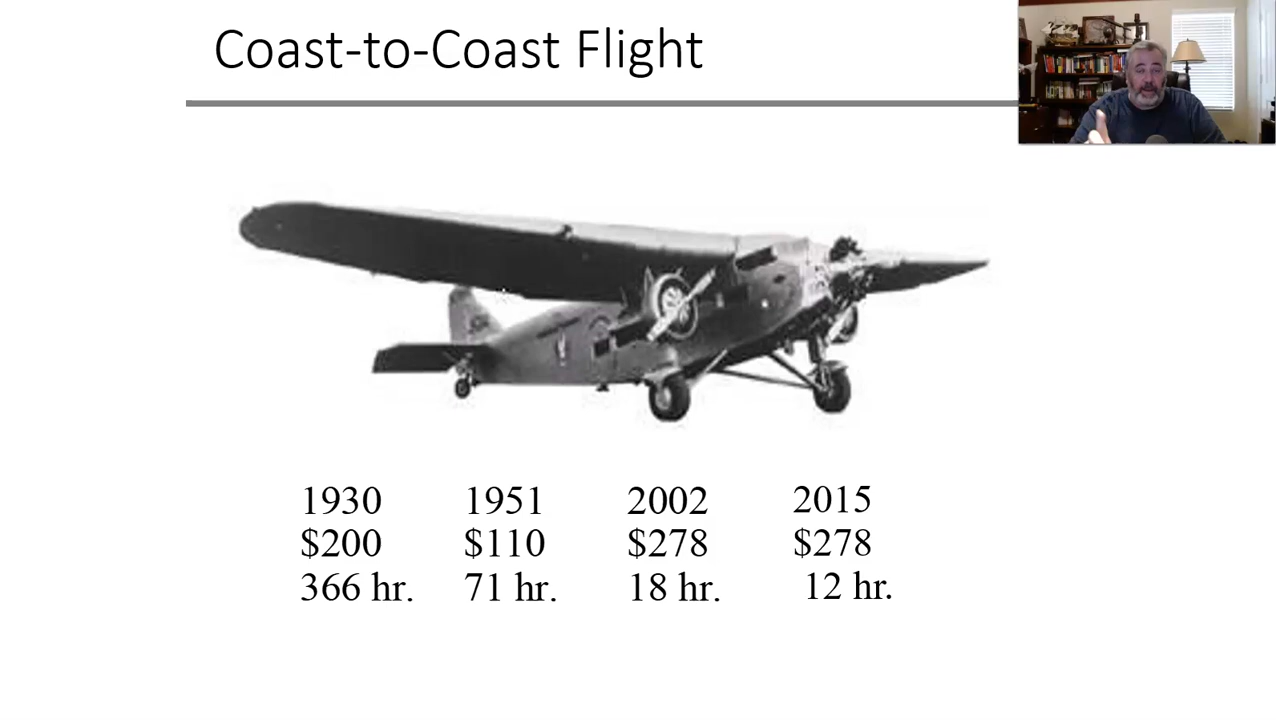 Coast-to-Coast Flight
1930 1951 2002 2015
$200 $110 $278 $278
366 hr. 71 hr. 18 hr. 12 hr.